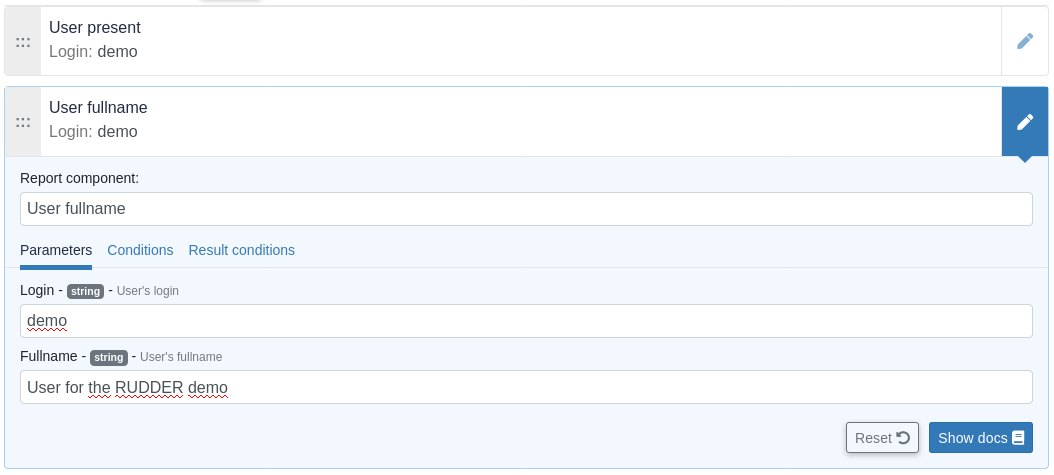 User present
Login: demo
User fullname
Login: demo
Report component:
User fullname
Parameters Conditions Result conditions
Login - string - User's login
demo
Fullname - string - User's fullname
User for the RUDDER demo
Reset Show docs